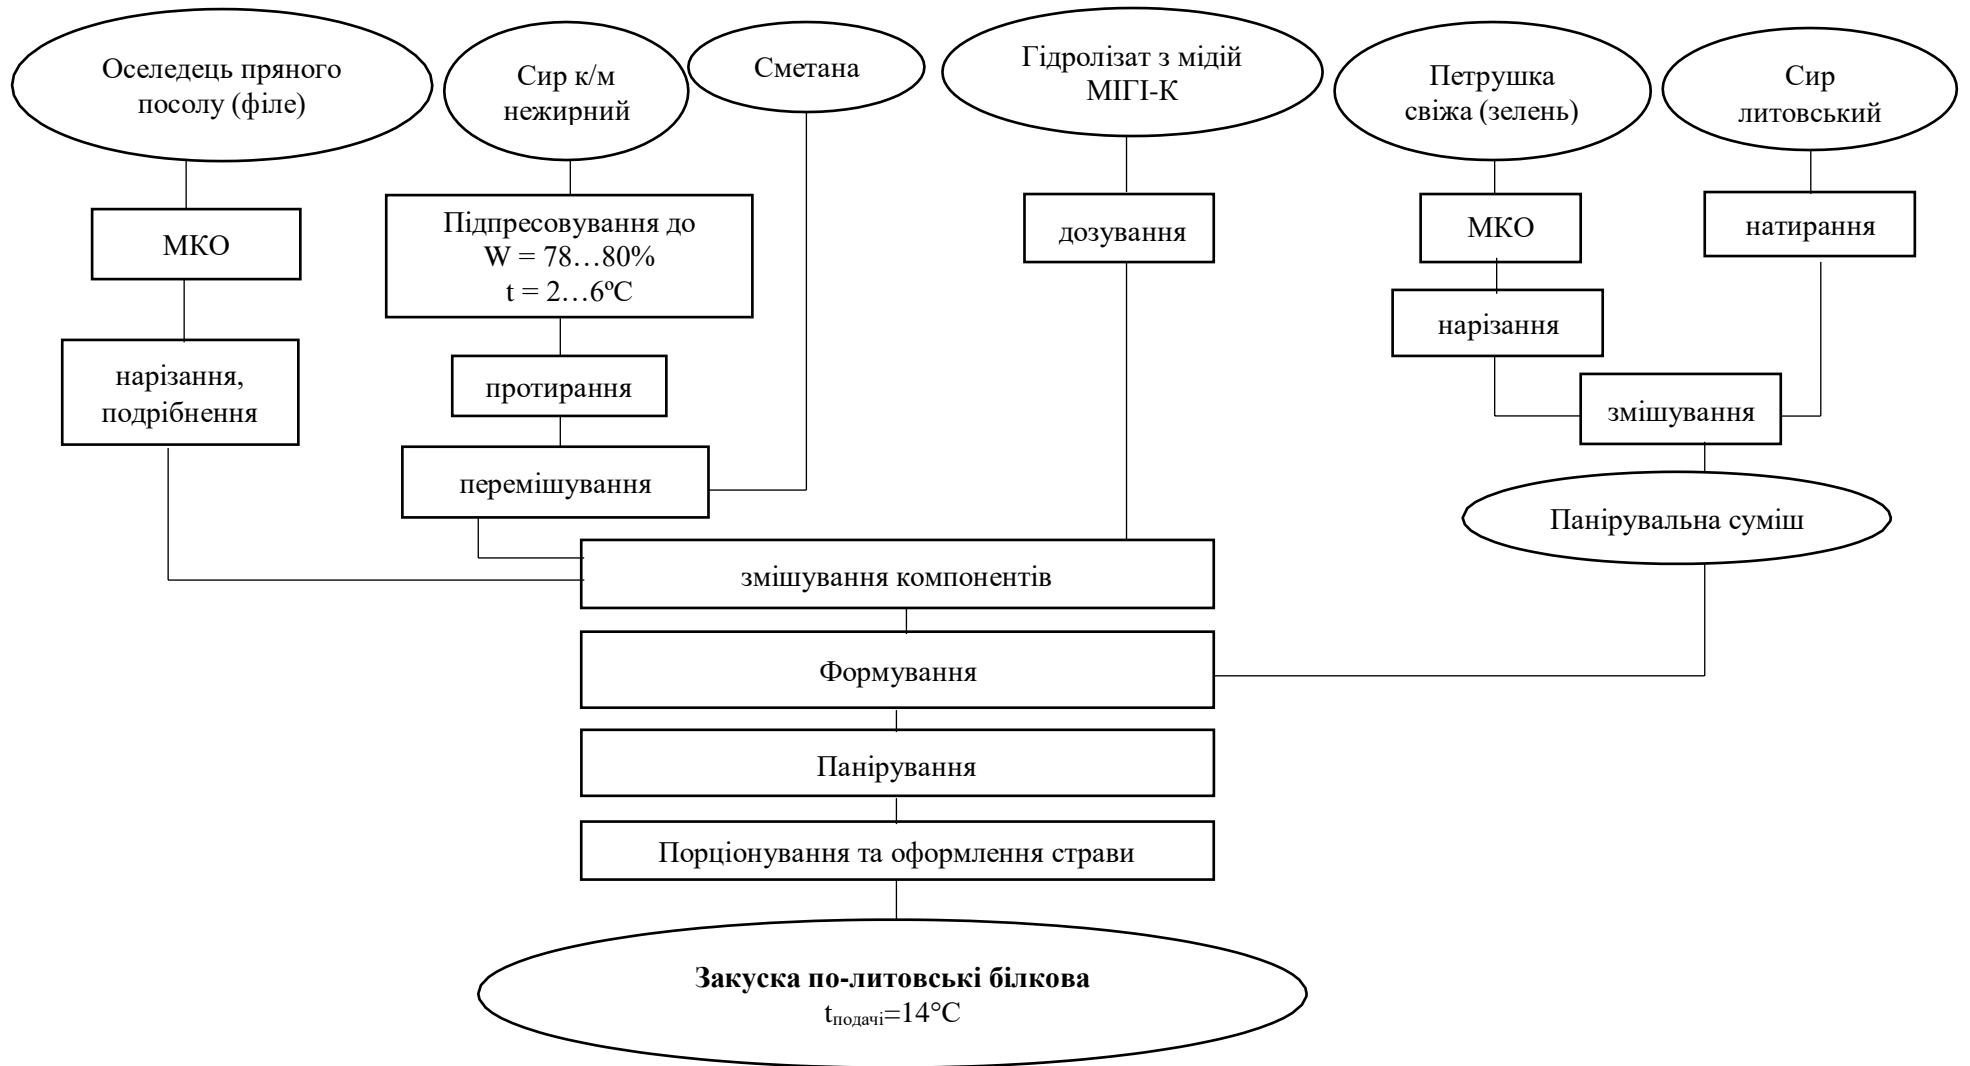 Оселедець пряного
посолу (філе)
Сир к/м
нежирний
Сметана
Гідролізат з мідій
МІГІ-К
Петрушка
свіжа (зелень)
Сир
литовський
МКО
Підпресовування до
W = 78…80%
t = 2…6ºС
дозування
МКО
натирання
нарізання
нарізання,
подрібнення
протирання
змішування
перемішування
Панірувальна суміш
змішування компонентів
Формування
Панірування
Порціонування та оформлення страви
Закуска по-литовські білкова
tподачі=14°С